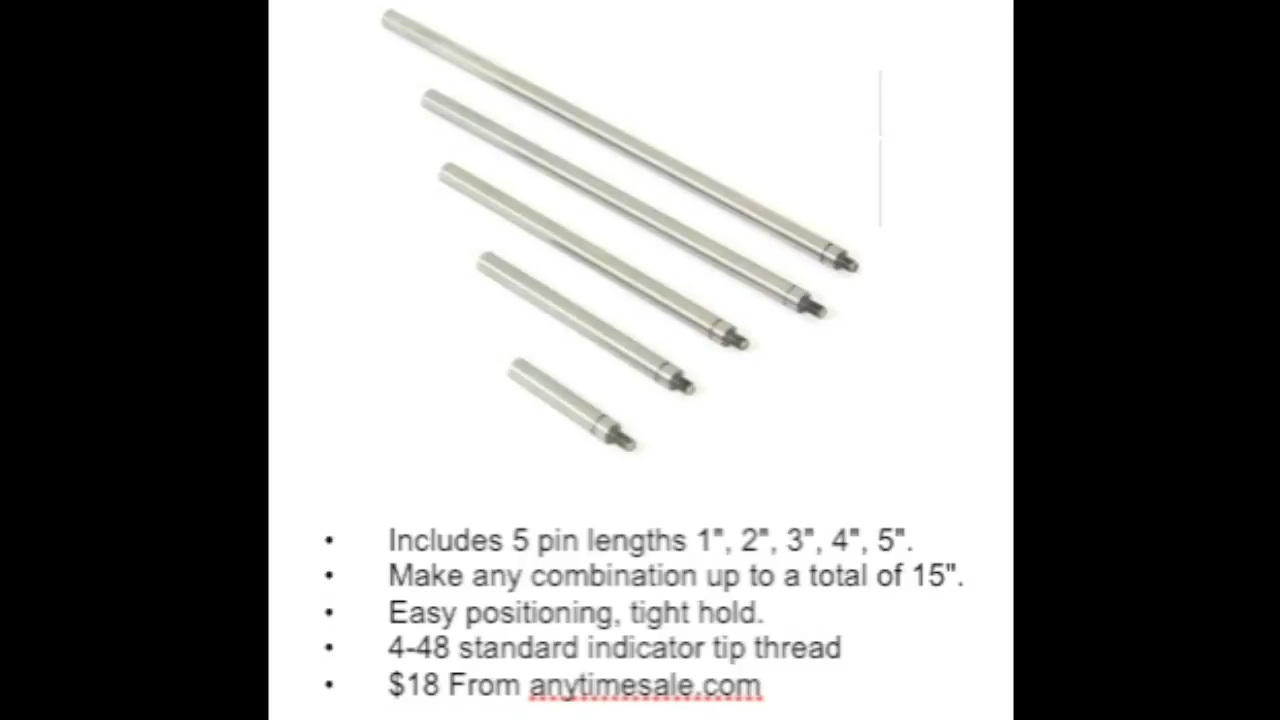 • Includes 5 pin lengths 1", 2", 3", 4", 5".
• Make any combination up to a total of 15".
• Easy positioning, tight hold.
• 4-48 standard indicator tip thread
• $18 From anytimesale.com